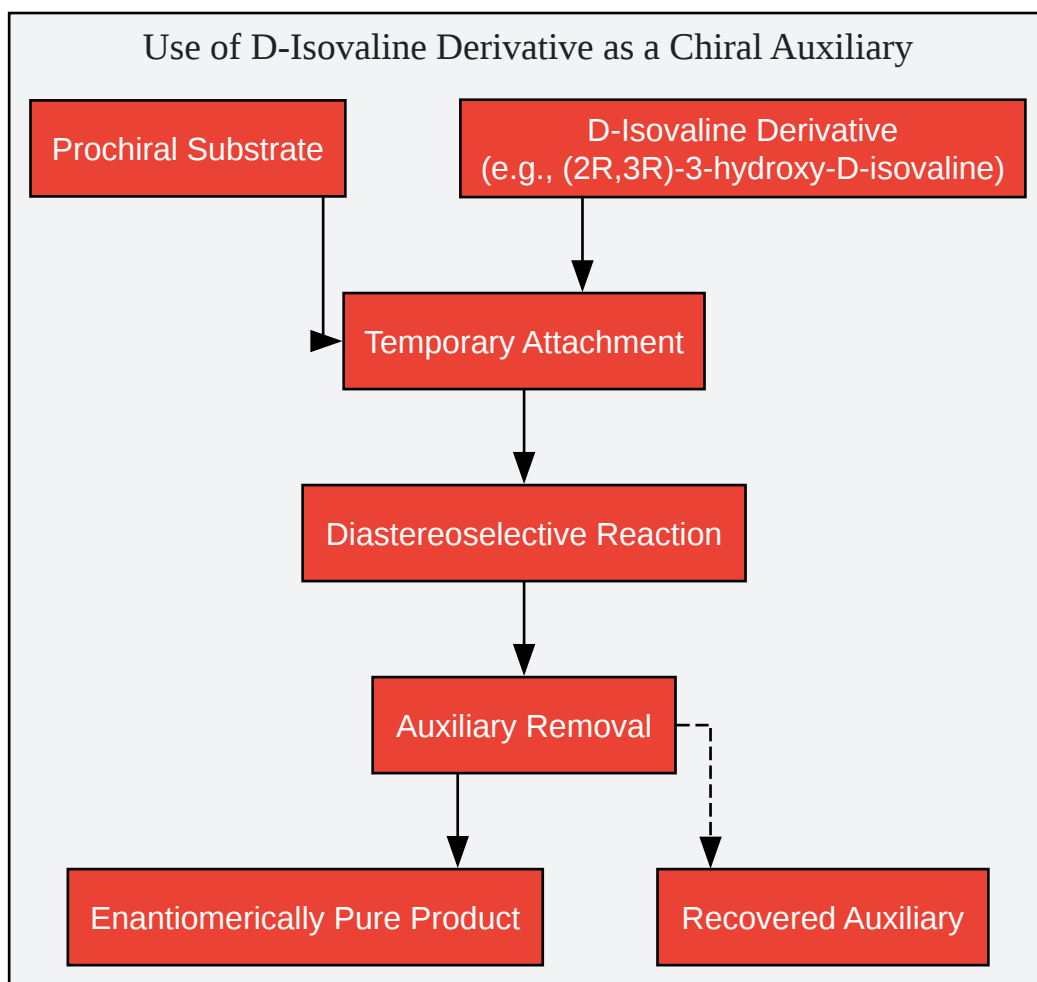 Use of D-Isovaline Derivative as a Chiral Auxiliary
Prochiral Substrate
D-Isovaline Derivative
(e.g., (2R,3R)-3-hydroxy-D-isovaline)
Temporary Attachment
Diastereoselective Reaction
Auxiliary Removal
Enantiomerically Pure Product
Recovered Auxiliary